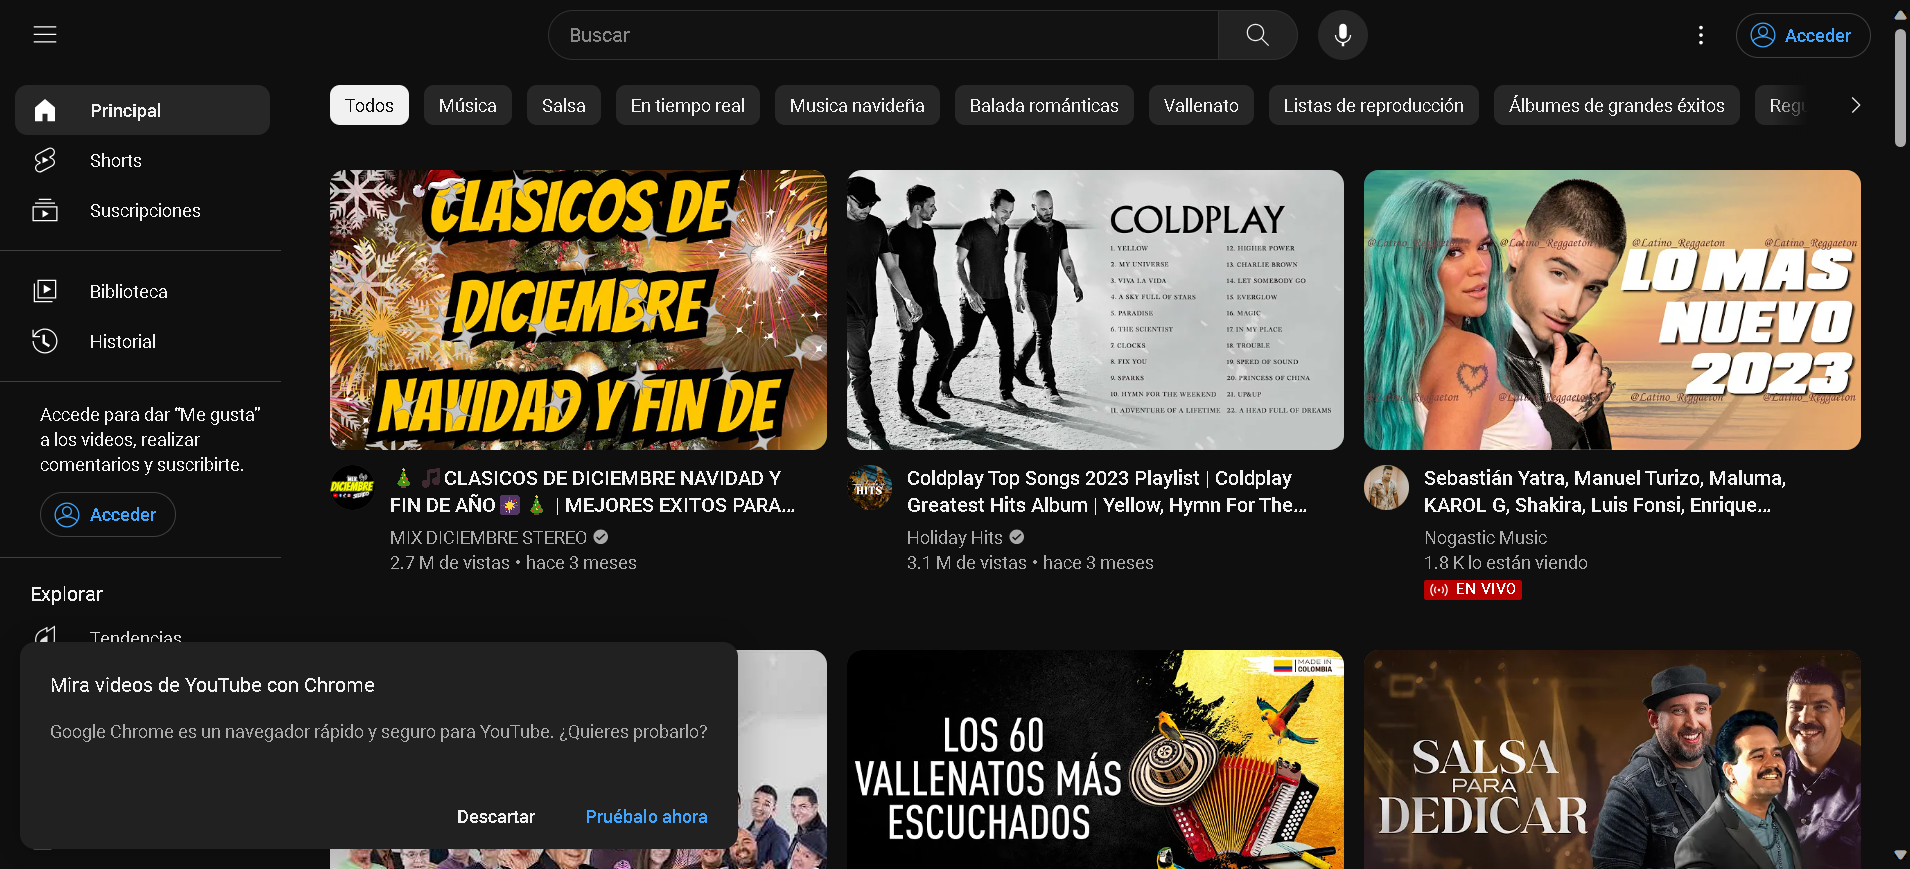 Buscar
Acceder
Principal
Shorts
Suscripciones
Biblioteca
Historial
Accede para dar “Me gusta”
a los videos, realizar
comentarios y suscribirte.
Acceder
Explorar
Tendencias
Todos
Música
Salsa
En tiempo real
Musica navideña
Balada románticas
Vallenato
Listas de reproducción
Álbumes de grandes éxitos
CLASICOS DE
DICIEMBRE
NAVIDAD Y FIN DE
MIX
DICIEMBRE
STEREO
🎄 🎵CLASICOS DE DICIEMBRE NAVIDAD Y
FIN DE AÑO🎇 🎄 | MEJORES EXITOS PARA...
MIX DICIEMBRE STEREO
2.7 M de vistas • hace 3 meses
COLDPLAY
1. YELLOW
2. MY UNIVERSE
3. VIVA LA VIDA
4. A SKY FULL OF STARS
5. PARADISE
6. THE SCIENTIST
7. CLOCKS
8. FIX YOU
9. SPARKS
10. HYMN FOR THE WEEKEND
11. ADVENTURE OF A LIFETIME
12. HIGHER POWER
13. CHARLIE BROWN
14. LET SOMEBODY GO
15. EVERGLOW
16. MAGIC
17. IN MY PLACE
18. TROUBLE
19. SPEED OF SOUND
20. PRINCESS OF CHINA
21. UP&UP
22. A HEAD FULL OF DREAMS
HITS
Coldplay Top Songs 2023 Playlist | Coldplay
Greatest Hits Album | Yellow, Hymn For The...
Holiday Hits
3.1 M de vistas • hace 3 meses
@Latino_Reggaeton @Latino_Reggaeton @Latino_Reggaeton @Latino_Reggaeton
LO MAS
NUEVO
2023
@Latino_Reggaeton @Latino_Reggaeton
Sebastián Yatra, Manuel Turizo, Maluma,
KAROL G, Shakira, Luis Fonsi, Enrique...
Nogastic Music
1.8 K lo están viendo
EN VIVO
Mira videos de YouTube con Chrome
Google Chrome es un navegador rápido y seguro para YouTube. ¿Quieres probarlo?
Descartar
Pruébalo ahora
MADE IN
COLOMBIA
LOS 60
VALLENATOS MÁS
ESCUCHADOS
SALSA
PARA
DEDICAR